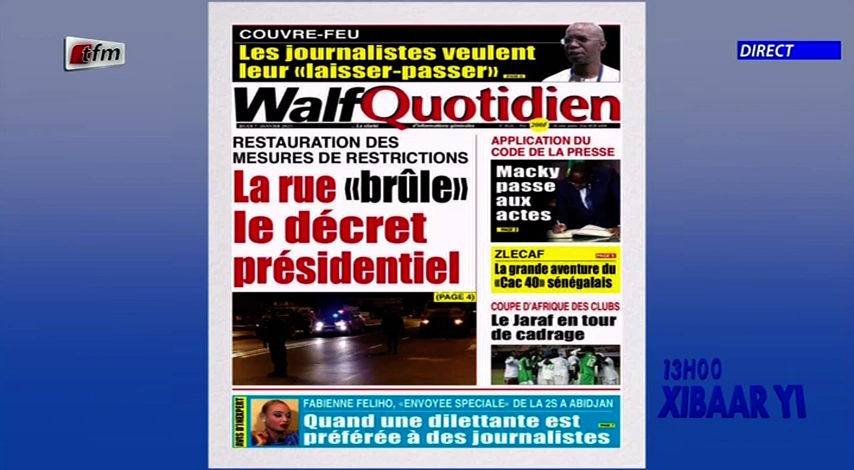 tfm
DIRECT
COUVRE-FEU
Les journalistes veulent
leur «laisser-passer»
WalfQuotidien
200F
RESTAURATION DES
MESURES DE RESTRICTIONS
La rue «brûle»
le décret
présidentiel
(PAGE 4)
APPLICATION DU
CODE DE LA PRESSE
Macky
passe
aux
actes
ZLECAF
La grande aventure du
«Cac 40» sénégalais
COUPE D'AFRIQUE DES CLUBS
Le Jaraf en tour
de cadrage
AVIS D'INEXPERT
FABIENNE FELIHO, «ENVOYEE SPECIALE» DE LA 2S A ABIDJAN
Quand une dilettante est
préférée à des journalistes
13H00
XIBAAR YI